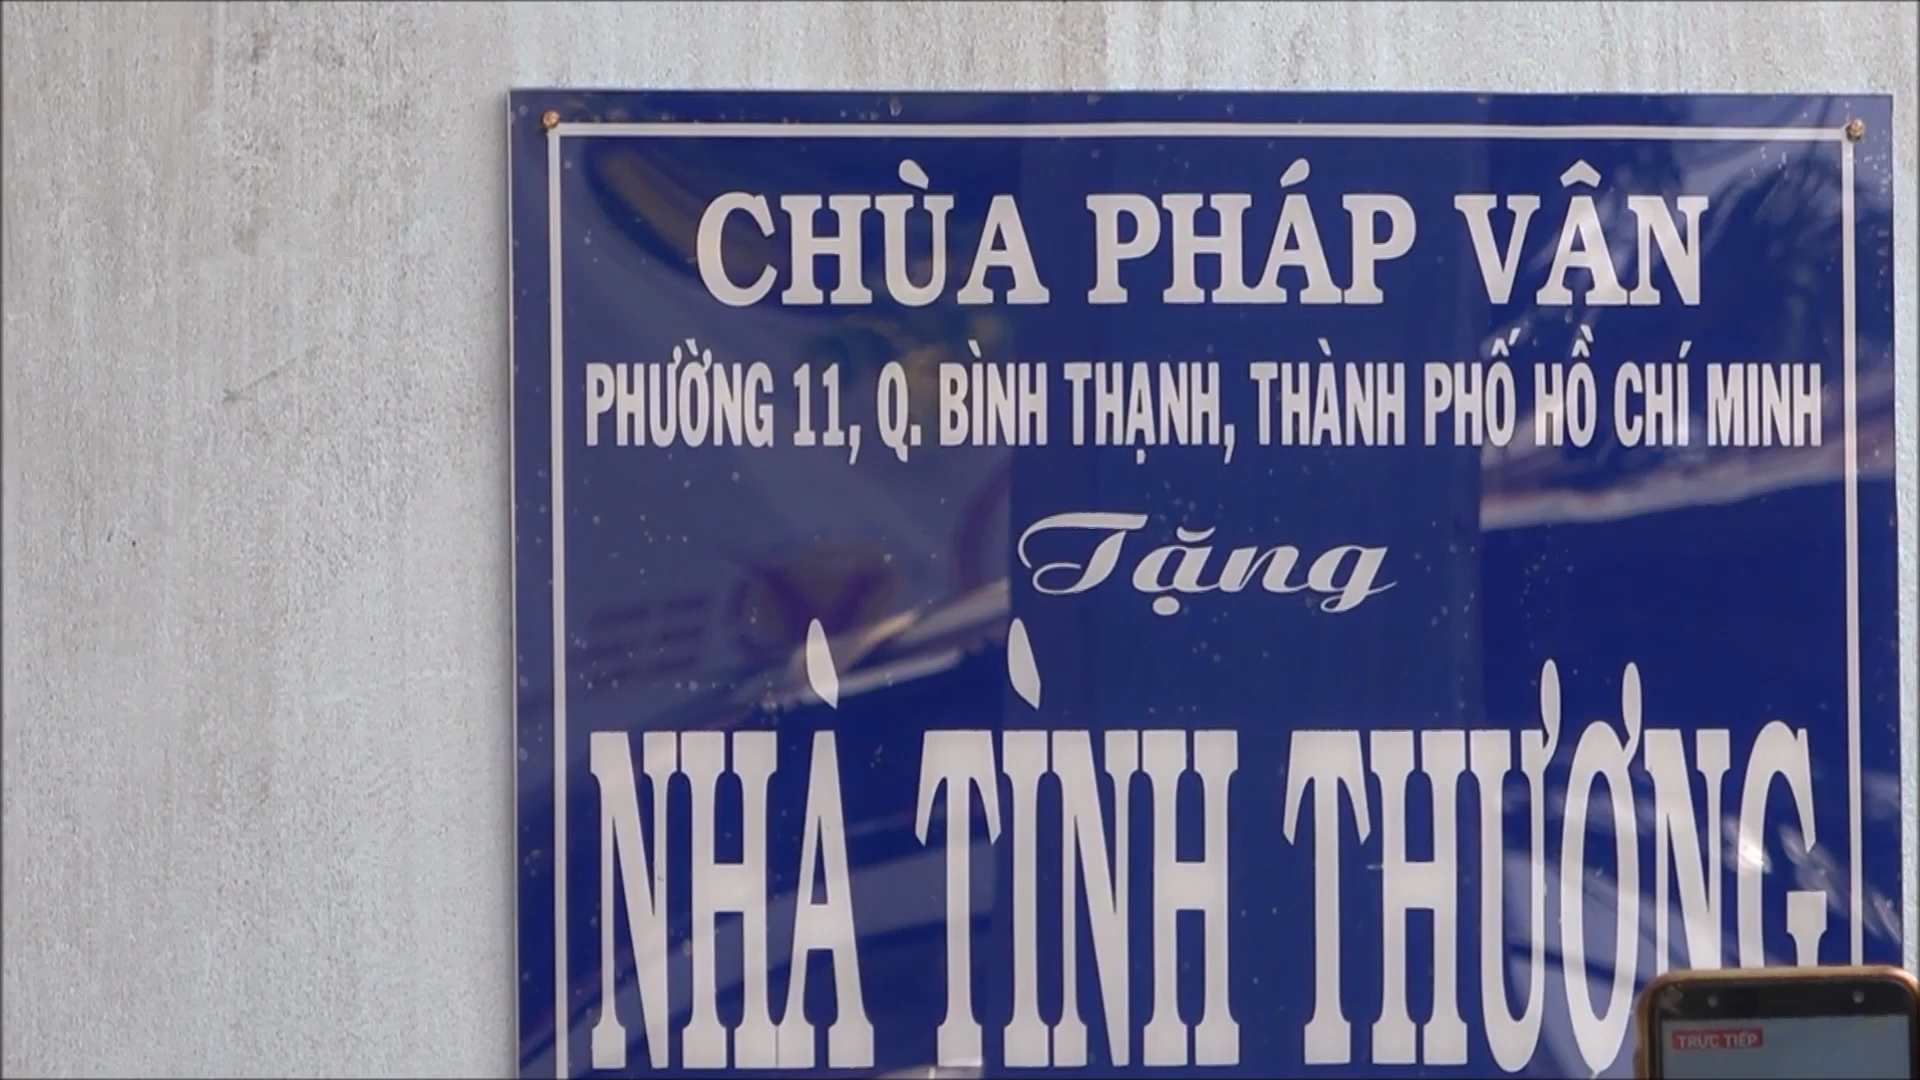 CHÙA PHÁP VÂN
PHƯỜNG 11, Q. BÌNH THẠNH, THÀNH PHỐ HỒ CHÍ MINH
Tặng
NHÀ TÌNH THƯƠNG
TRỰC TIẾP